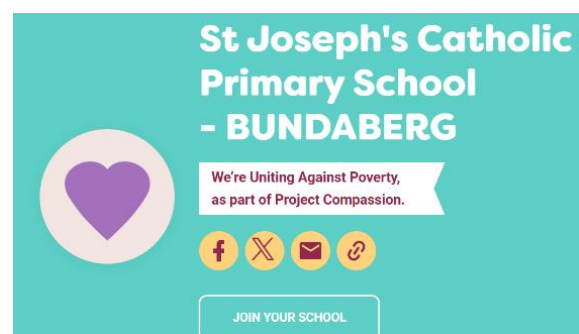 St Joseph's Catholic
Primary School
- BUNDABERG
We're Uniting Against Poverty,
as part of Project Compassion.
JOIN YOUR SCHOOL